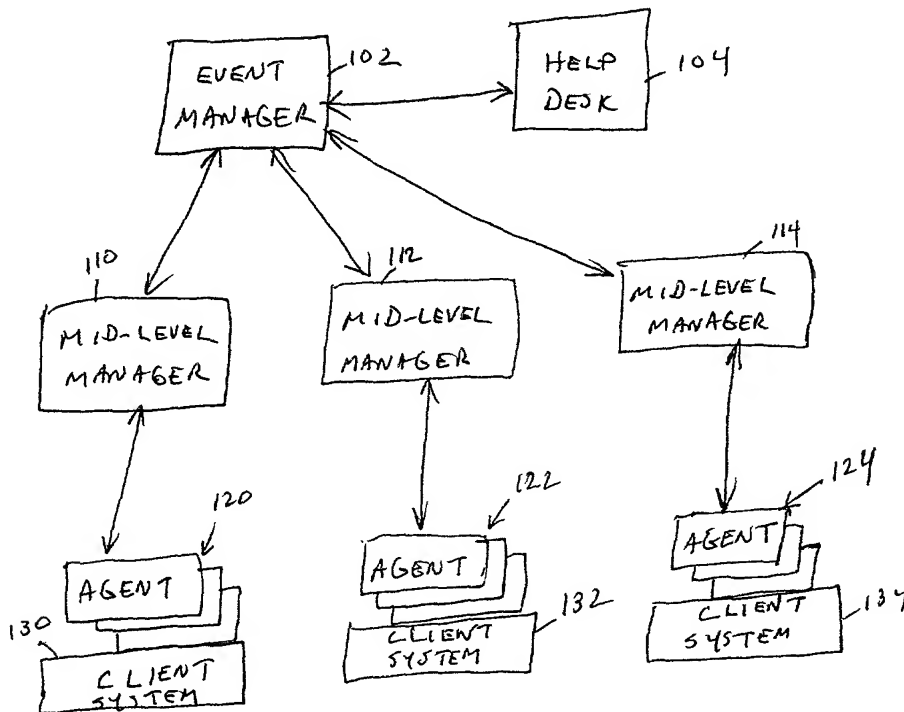 EVENT
MANAGER
102
HELP
DESK
104
110
MID-LEVEL
MANAGER
112
MID-LEVEL
MANAGER
114
MID-LEVEL
MANAGER
120
AGENT
130
CLIENT
SYSTEM
122
AGENT
132
CLIENT
SYSTEM
124
AGENT
134
CLIENT
SYSTEM